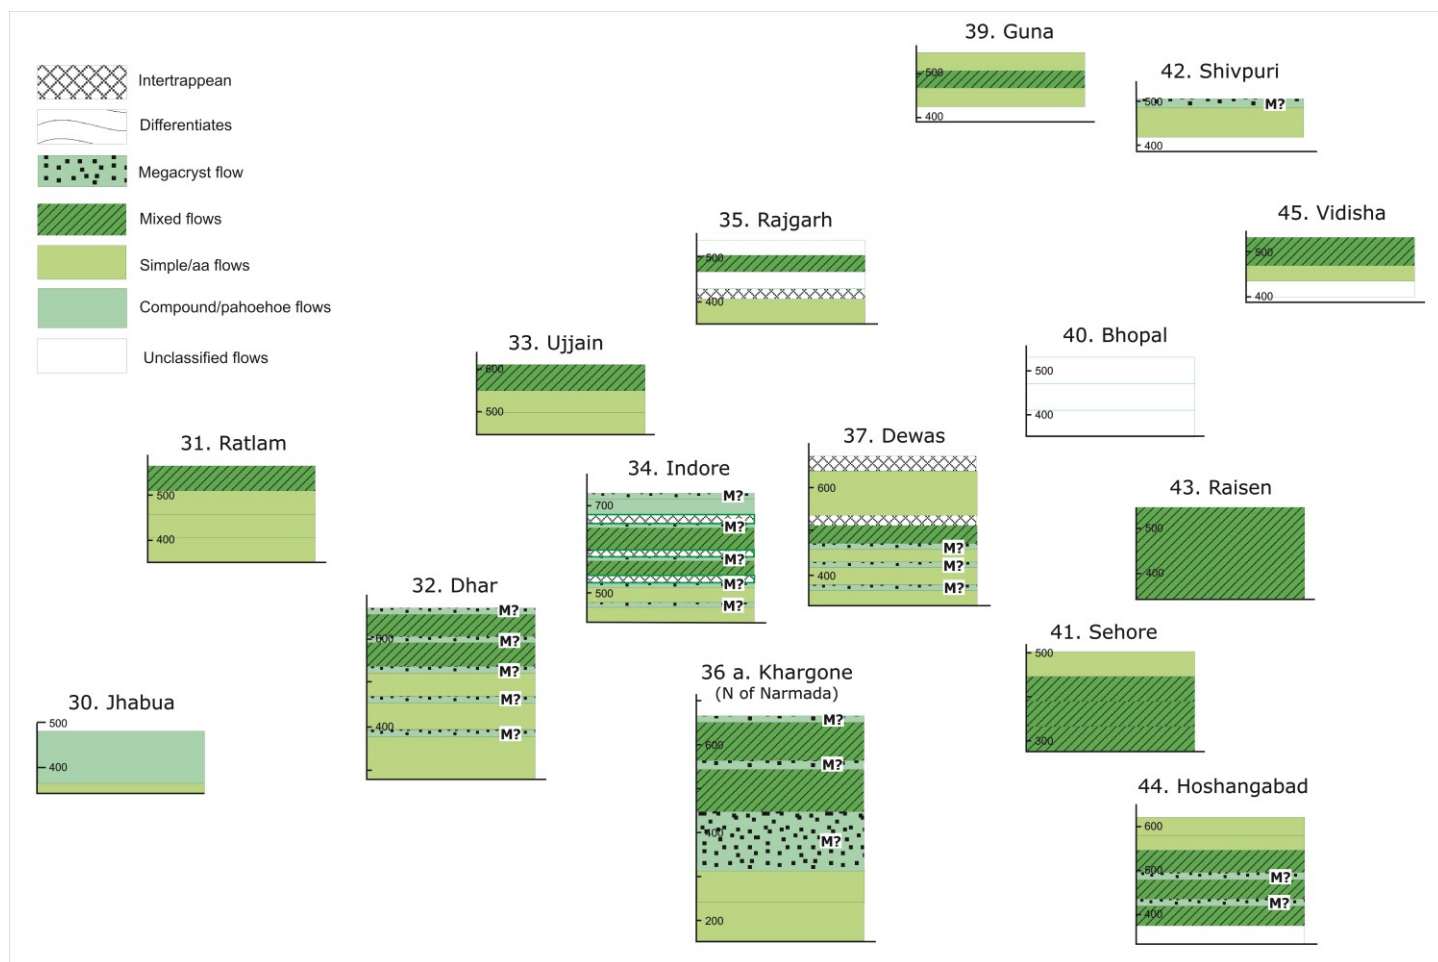 Intertrappean
Differentiates
Megacryst flow
Mixed flows
Simple/aa flows
Compound/pahoehoe flows
Unclassified flows
39. Guna
500
400
42. Shivpuri
500
M?
400
45. Vidisha
500
400
35. Rajgarh
500
400
40. Bhopal
500
400
33. Ujjain
600
500
31. Ratlam
500
400
34. Indore
M?
700
M?
M?
M?
500
M?
37. Dewas
600
M?
M?
400
M?
43. Raisen
500
400
32. Dhar
M?
600
M?
M?
M?
400
M?
41. Sehore
500
300
36 a. Khargone
(N of Narmada)
M?
600
M?
400
M?
200
30. Jhabua
500
400
44. Hoshangabad
600
500
M?
M?
400